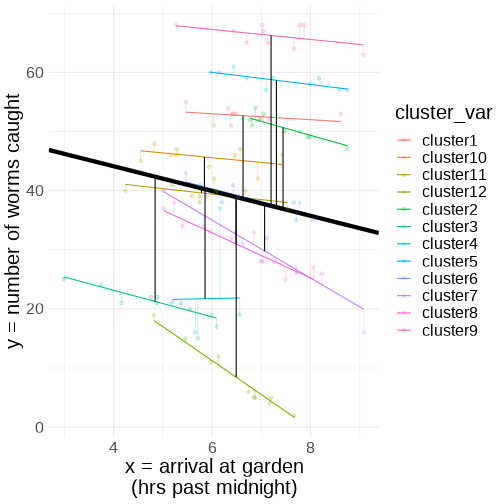 60
40
20
0
4
6
8
y = number of worms caught
x = arrival at garden
(hrs past midnight)
cluster_var
cluster1
cluster10
cluster11
cluster12
cluster2
cluster3
cluster4
cluster5
cluster6
cluster7
cluster8
cluster9